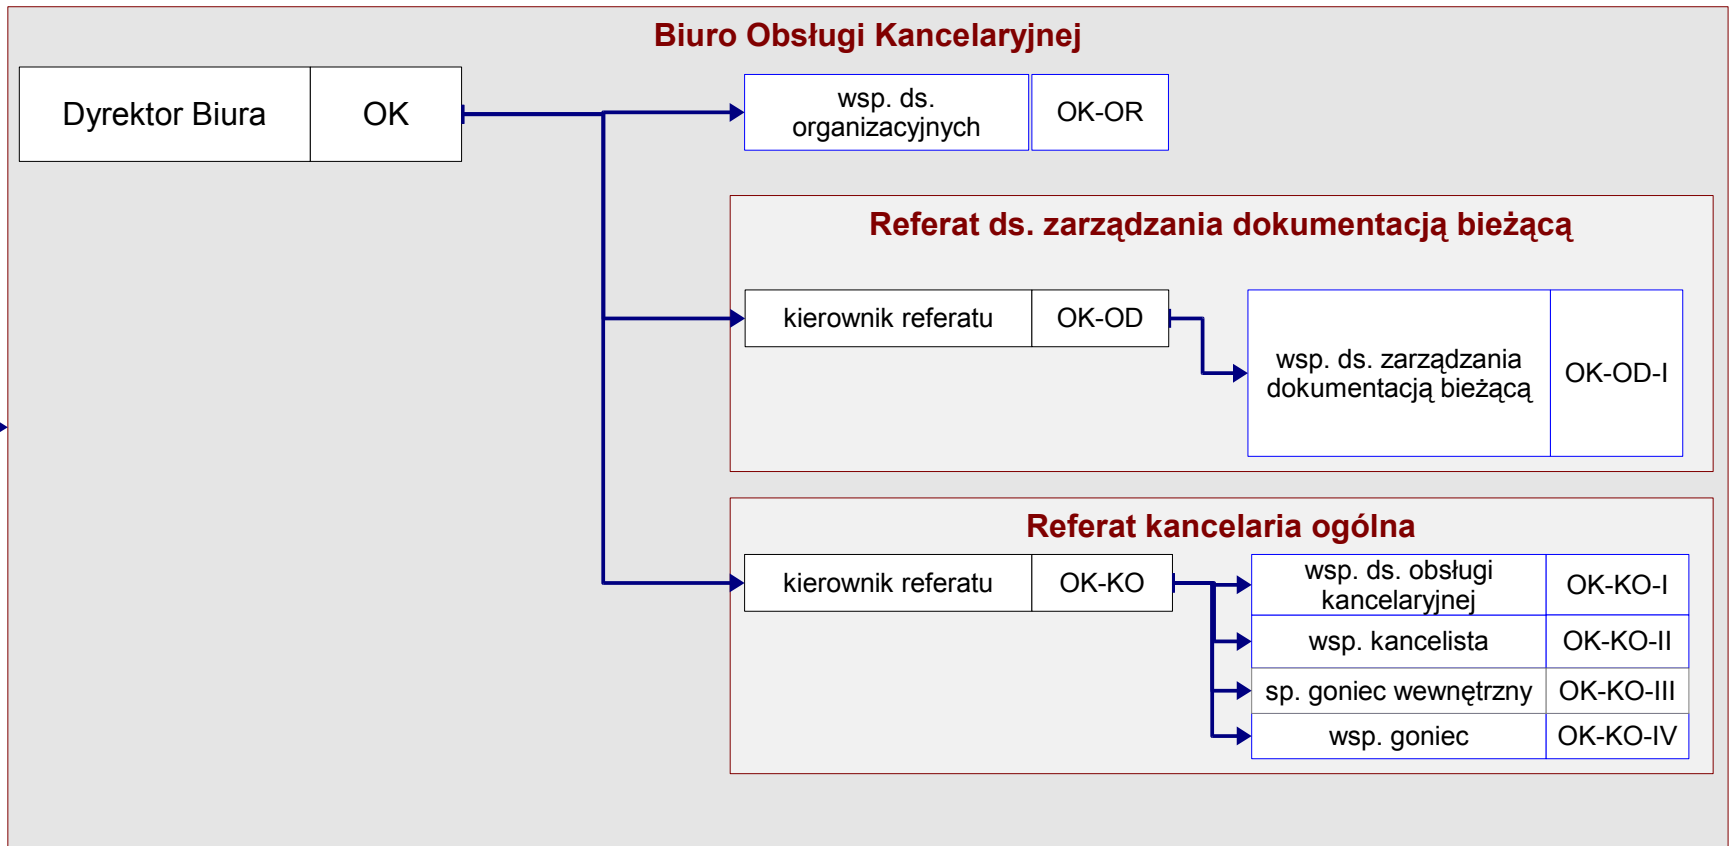 Biuro Obsługi Kancelaryjnej
Dyrektor Biura
OK
wsp. ds.
organizacyjnych
OK-OR
Referat ds. zarządzania dokumentacją bieżącą
kierownik referatu
OK-OD
wsp. ds. zarządzania
dokumentacją bieżącą
OK-OD-I
Referat kancelaria ogólna
kierownik referatu
OK-KO
wsp. ds. obsługi
kancelaryjnej
OK-KO-I
wsp. kancelista
OK-KO-II
sp. goniec wewnętrzny
OK-KO-III
wsp. goniec
OK-KO-IV